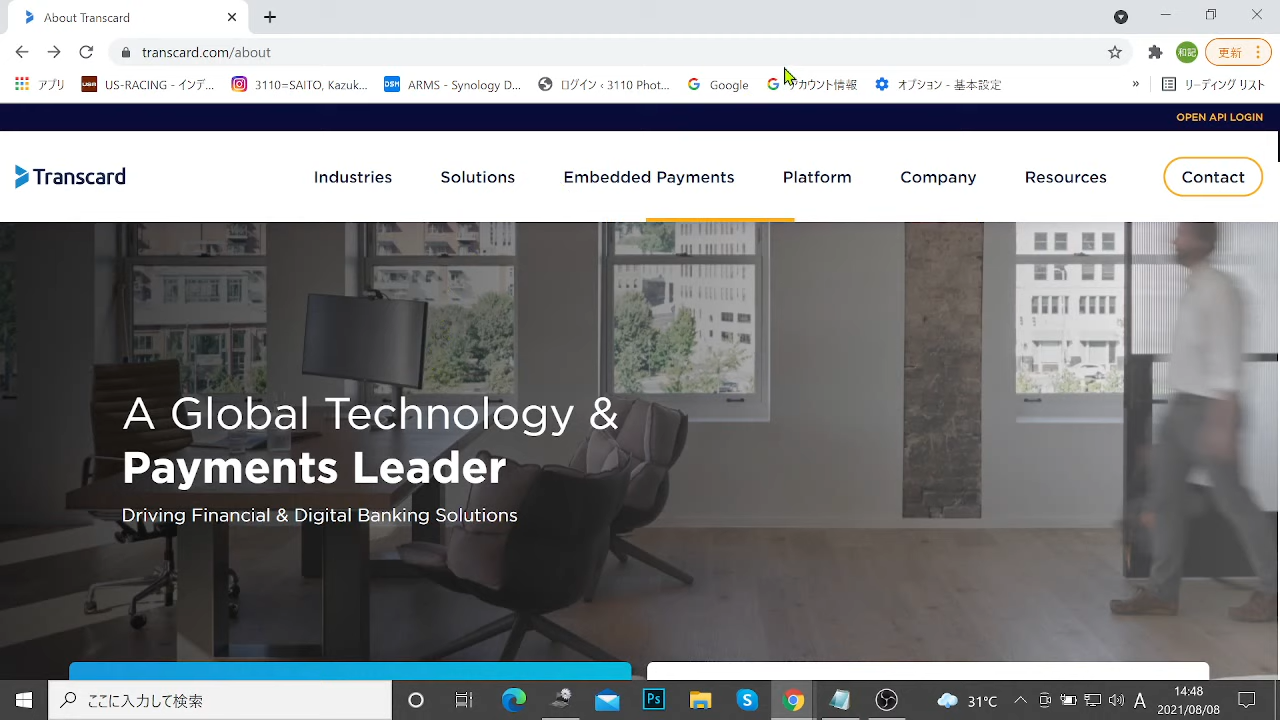 About Transcard
transcard.com/about
和記
更新
アプリ
US-RACING - インデ...
3110=SAITO, Kazuk...
ARMS - Synology D...
ログイン ‹ 3110 Phot...
Google
カウント情報
オプション - 基本設定
»
リーディング リスト
OPEN API LOGIN
Transcard
Industries
Solutions
Embedded Payments
Platform
Company
Resources
Contact
A Global Technology &
Payments Leader
Driving Financial & Digital Banking Solutions
ここに入力して検索
Ps
31°C
A
14:48
2021/08/08